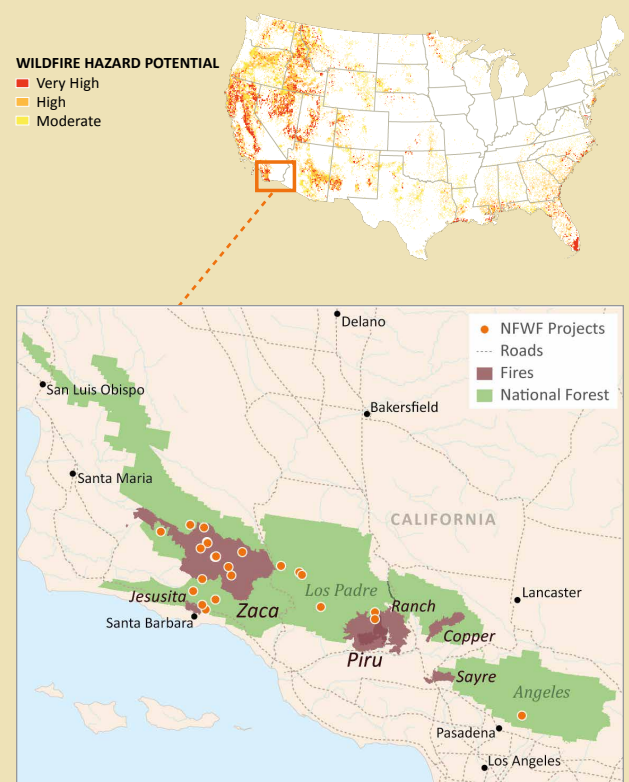 WILDFIRE HAZARD POTENTIAL
Very High
High
Moderate
Delano
NFWF Projects
Roads
Fires
National Forest
San Luis Obispo
Bakersfield
Santa Maria
CALIFORNIA
Los Padre
Lancaster
Jesusita
Zaca
Ranch
Santa Barbara
Copper
Piru
Sayre
Angeles
Pasadena
Los Angeles